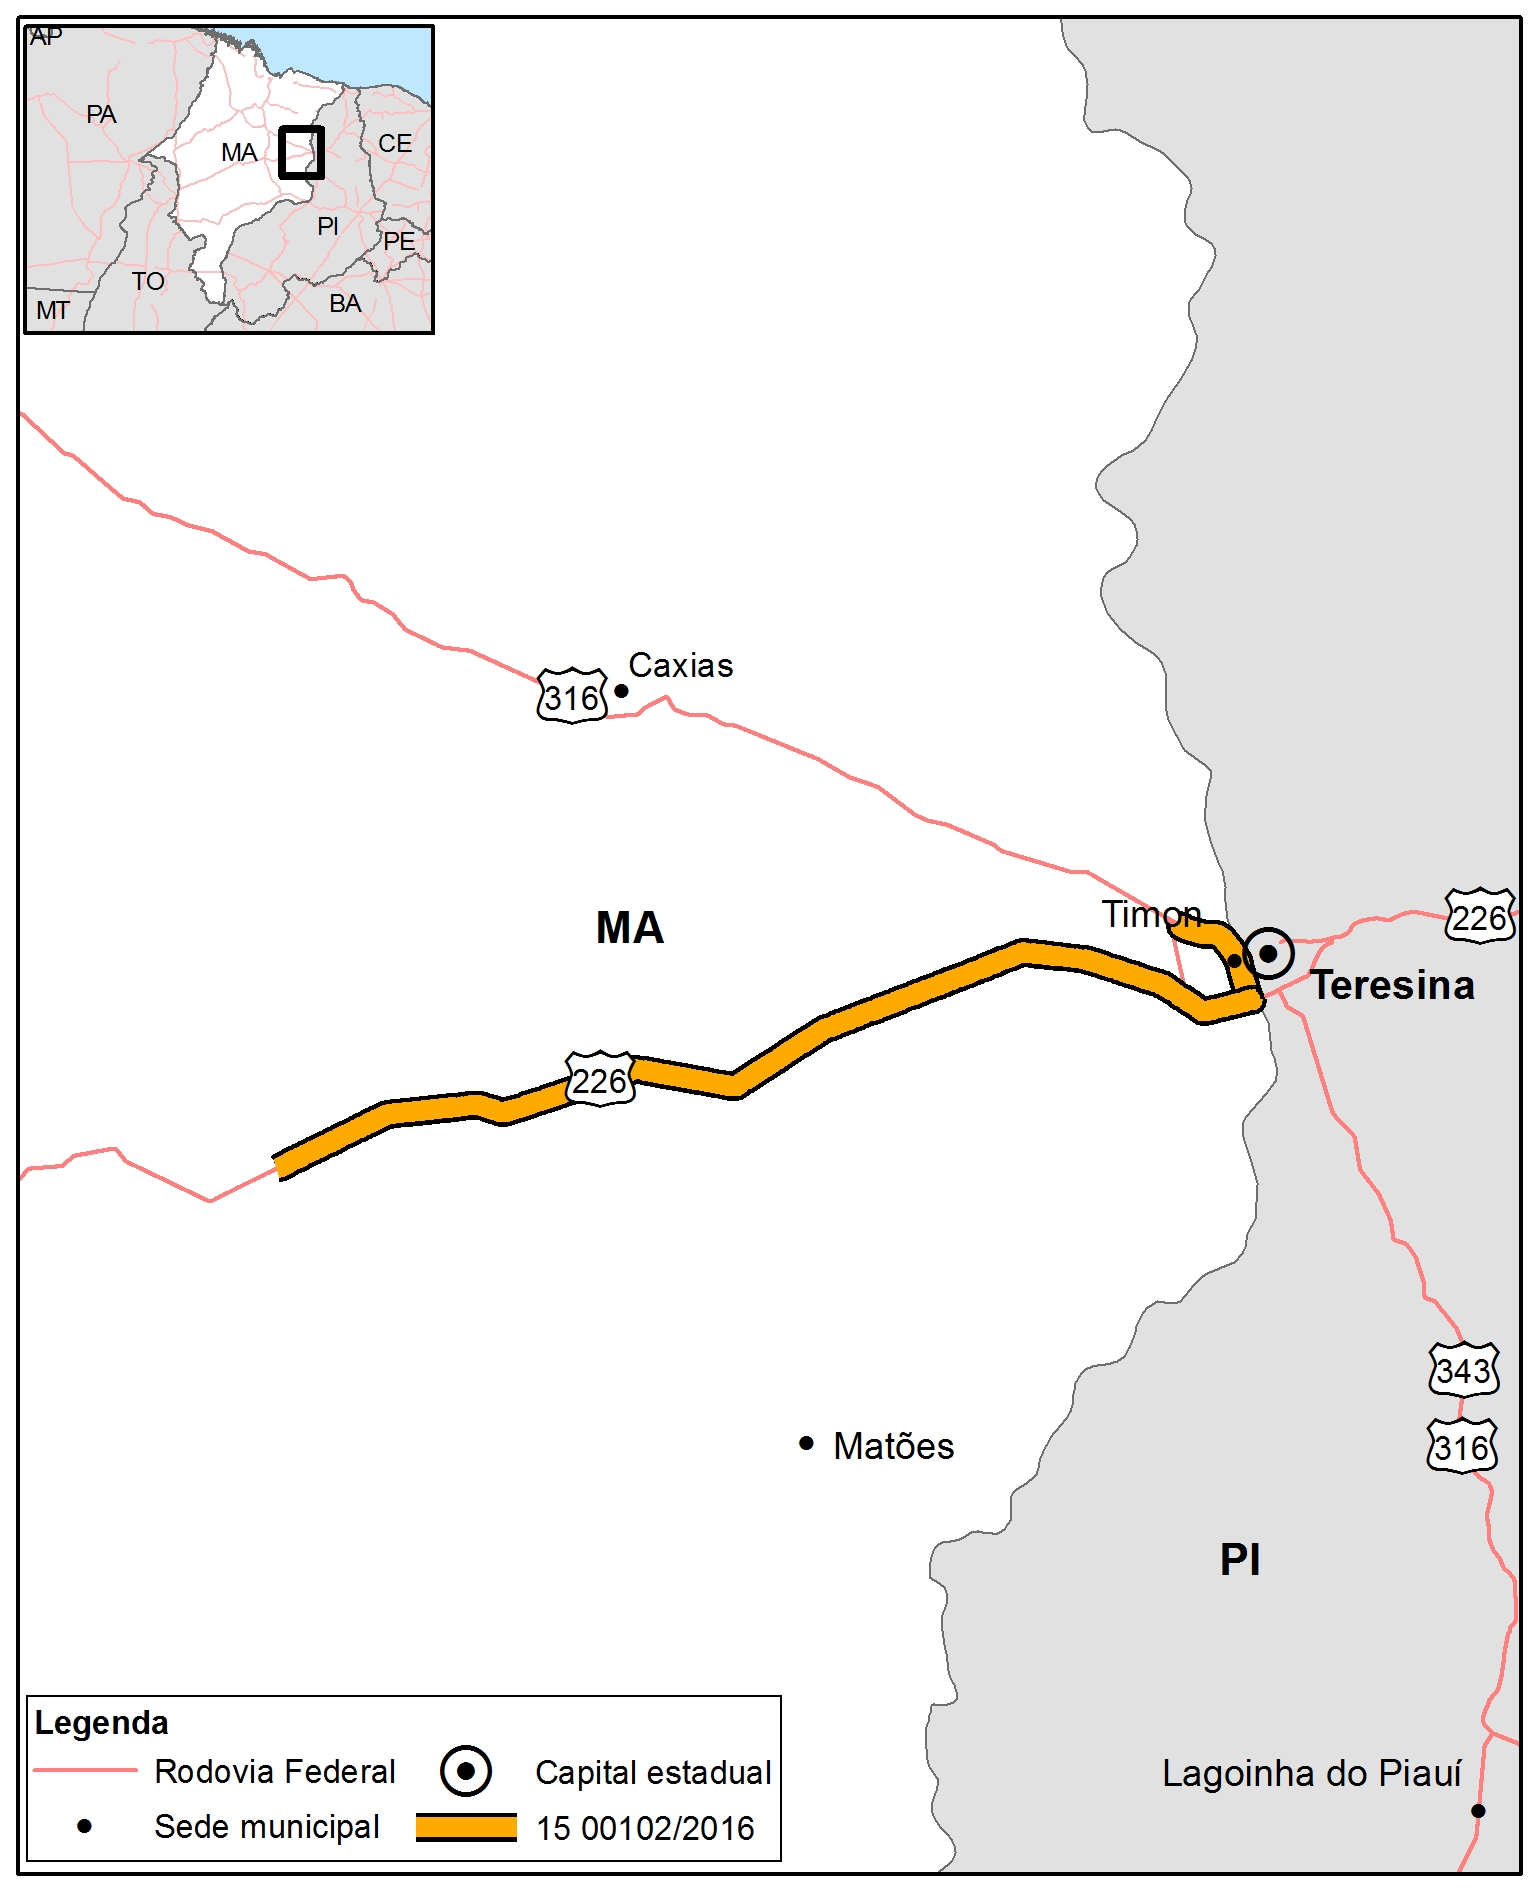 AP
PA
MA
CE
PI
PE
TO
BA
MT
Caxias
316
MA
Timon
226
Teresina
226
343
316
Matões
PI
Lagoinha do Piauí
Legenda
Rodovia Federal
Capital estadual
Sede municipal
15 00102/2016